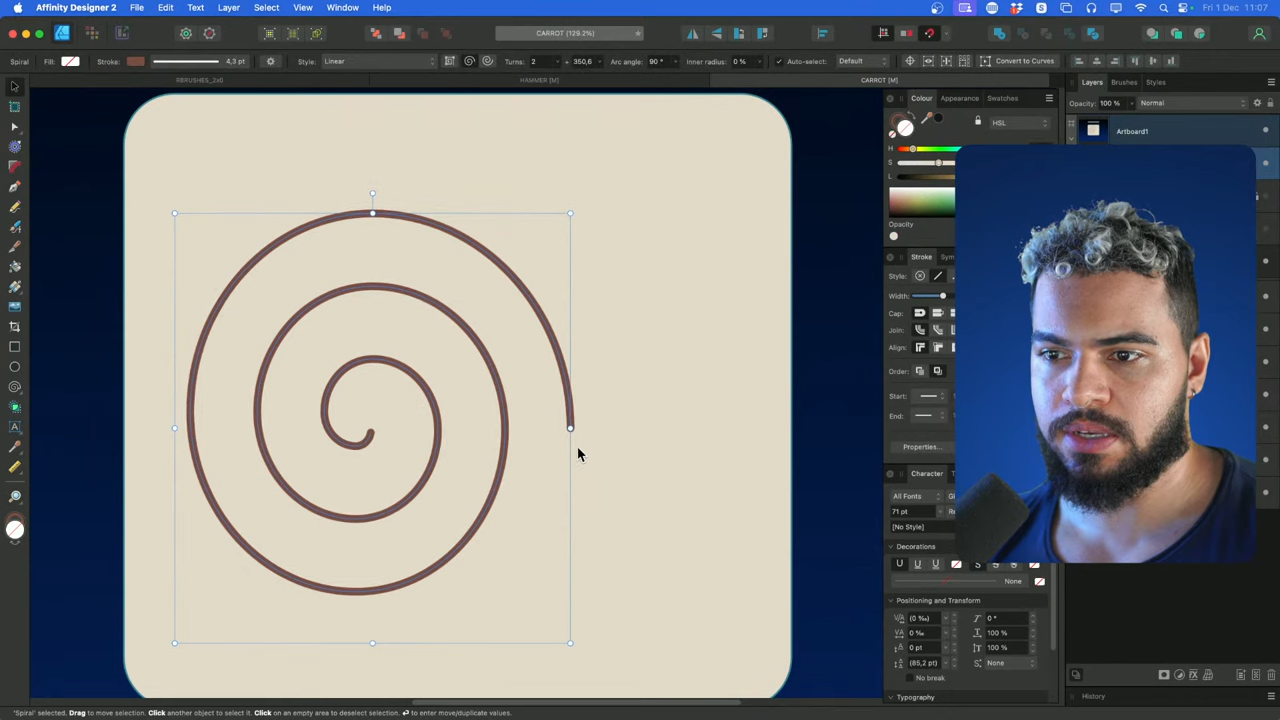 Affinity Designer 2 File Edit Text Layer Select View Window Help Fri 1 Dec 11:07
CARROT (129.2%)
Spiral Fill: Stroke: 4,3 pt Style: Linear Turns: 2 + 350,6 Arc angle: 90 ° Inner radius: 0 % Auto-select: Default Convert to Curves
RBRUSHES_2x0 HAMMER [M] CARROT [M]
Layers Brushes Styles
Colour Appearance Swatches
Opacity: 100 % Normal
HSL
Artboard1
H
S
L
Opacity
Stroke Sym
Style:
Width:
Cap:
Join:
Align:
Order:
Start:
End:
Properties...
Character
All Fonts
71 pt
[No Style]
Decorations
None
Positioning and Transform
(0 ‰) 0 °
0 ‰ 100 %
0 pt 100 %
(85,2 pt) None
No break
Typography
History
'Spiral' selected. Drag to move selection. Click another object to select it. Click on an empty area to deselect selection. ⏎ to enter move/duplicate values.